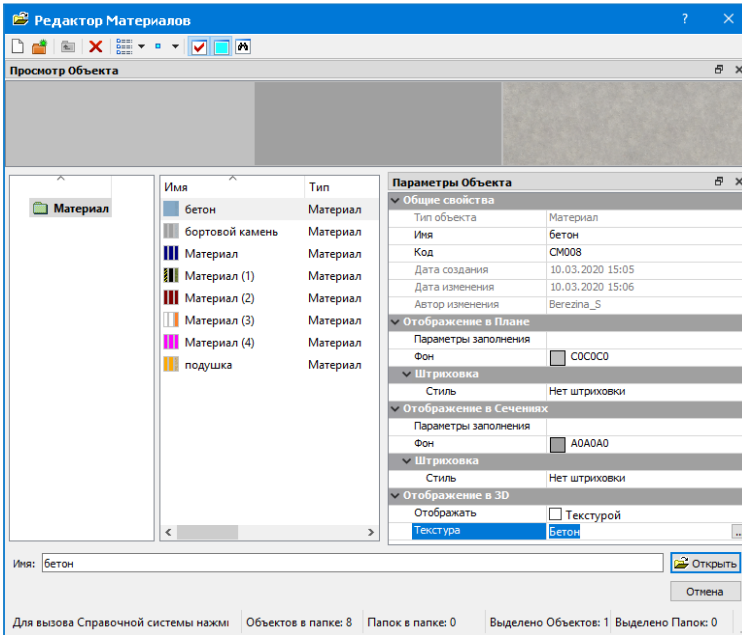 Редактор Материалов
Просмотр Объекта
Материал
Имя Тип
бетон Материал
бортовой камень Материал
Материал Материал
Материал (1) Материал
Материал (2) Материал
Материал (3) Материал
Материал (4) Материал
подушка Материал
Параметры Объекта
Общие свойства
Тип объекта Материал
Имя бетон
Код CM008
Дата создания 10.03.2020 15:05
Дата изменения 10.03.2020 15:06
Автор изменения Berezina_S
Отображение в Плане
Параметры заполнения
Фон C0C0C0
Штриховка
Стиль Нет штриховки
Отображение в Сечениях
Параметры заполнения
Фон A0A0A0
Штриховка
Стиль Нет штриховки
Отображение в 3D
Отображать Текстурой
Текстура Бетон ...
Имя: бетон Открыть
Отмена
Для вызова Справочной системы нажми Объектов в папке: 8 Папок в папке: 0 Выделено Объектов: 1 Выделено Папок: 0